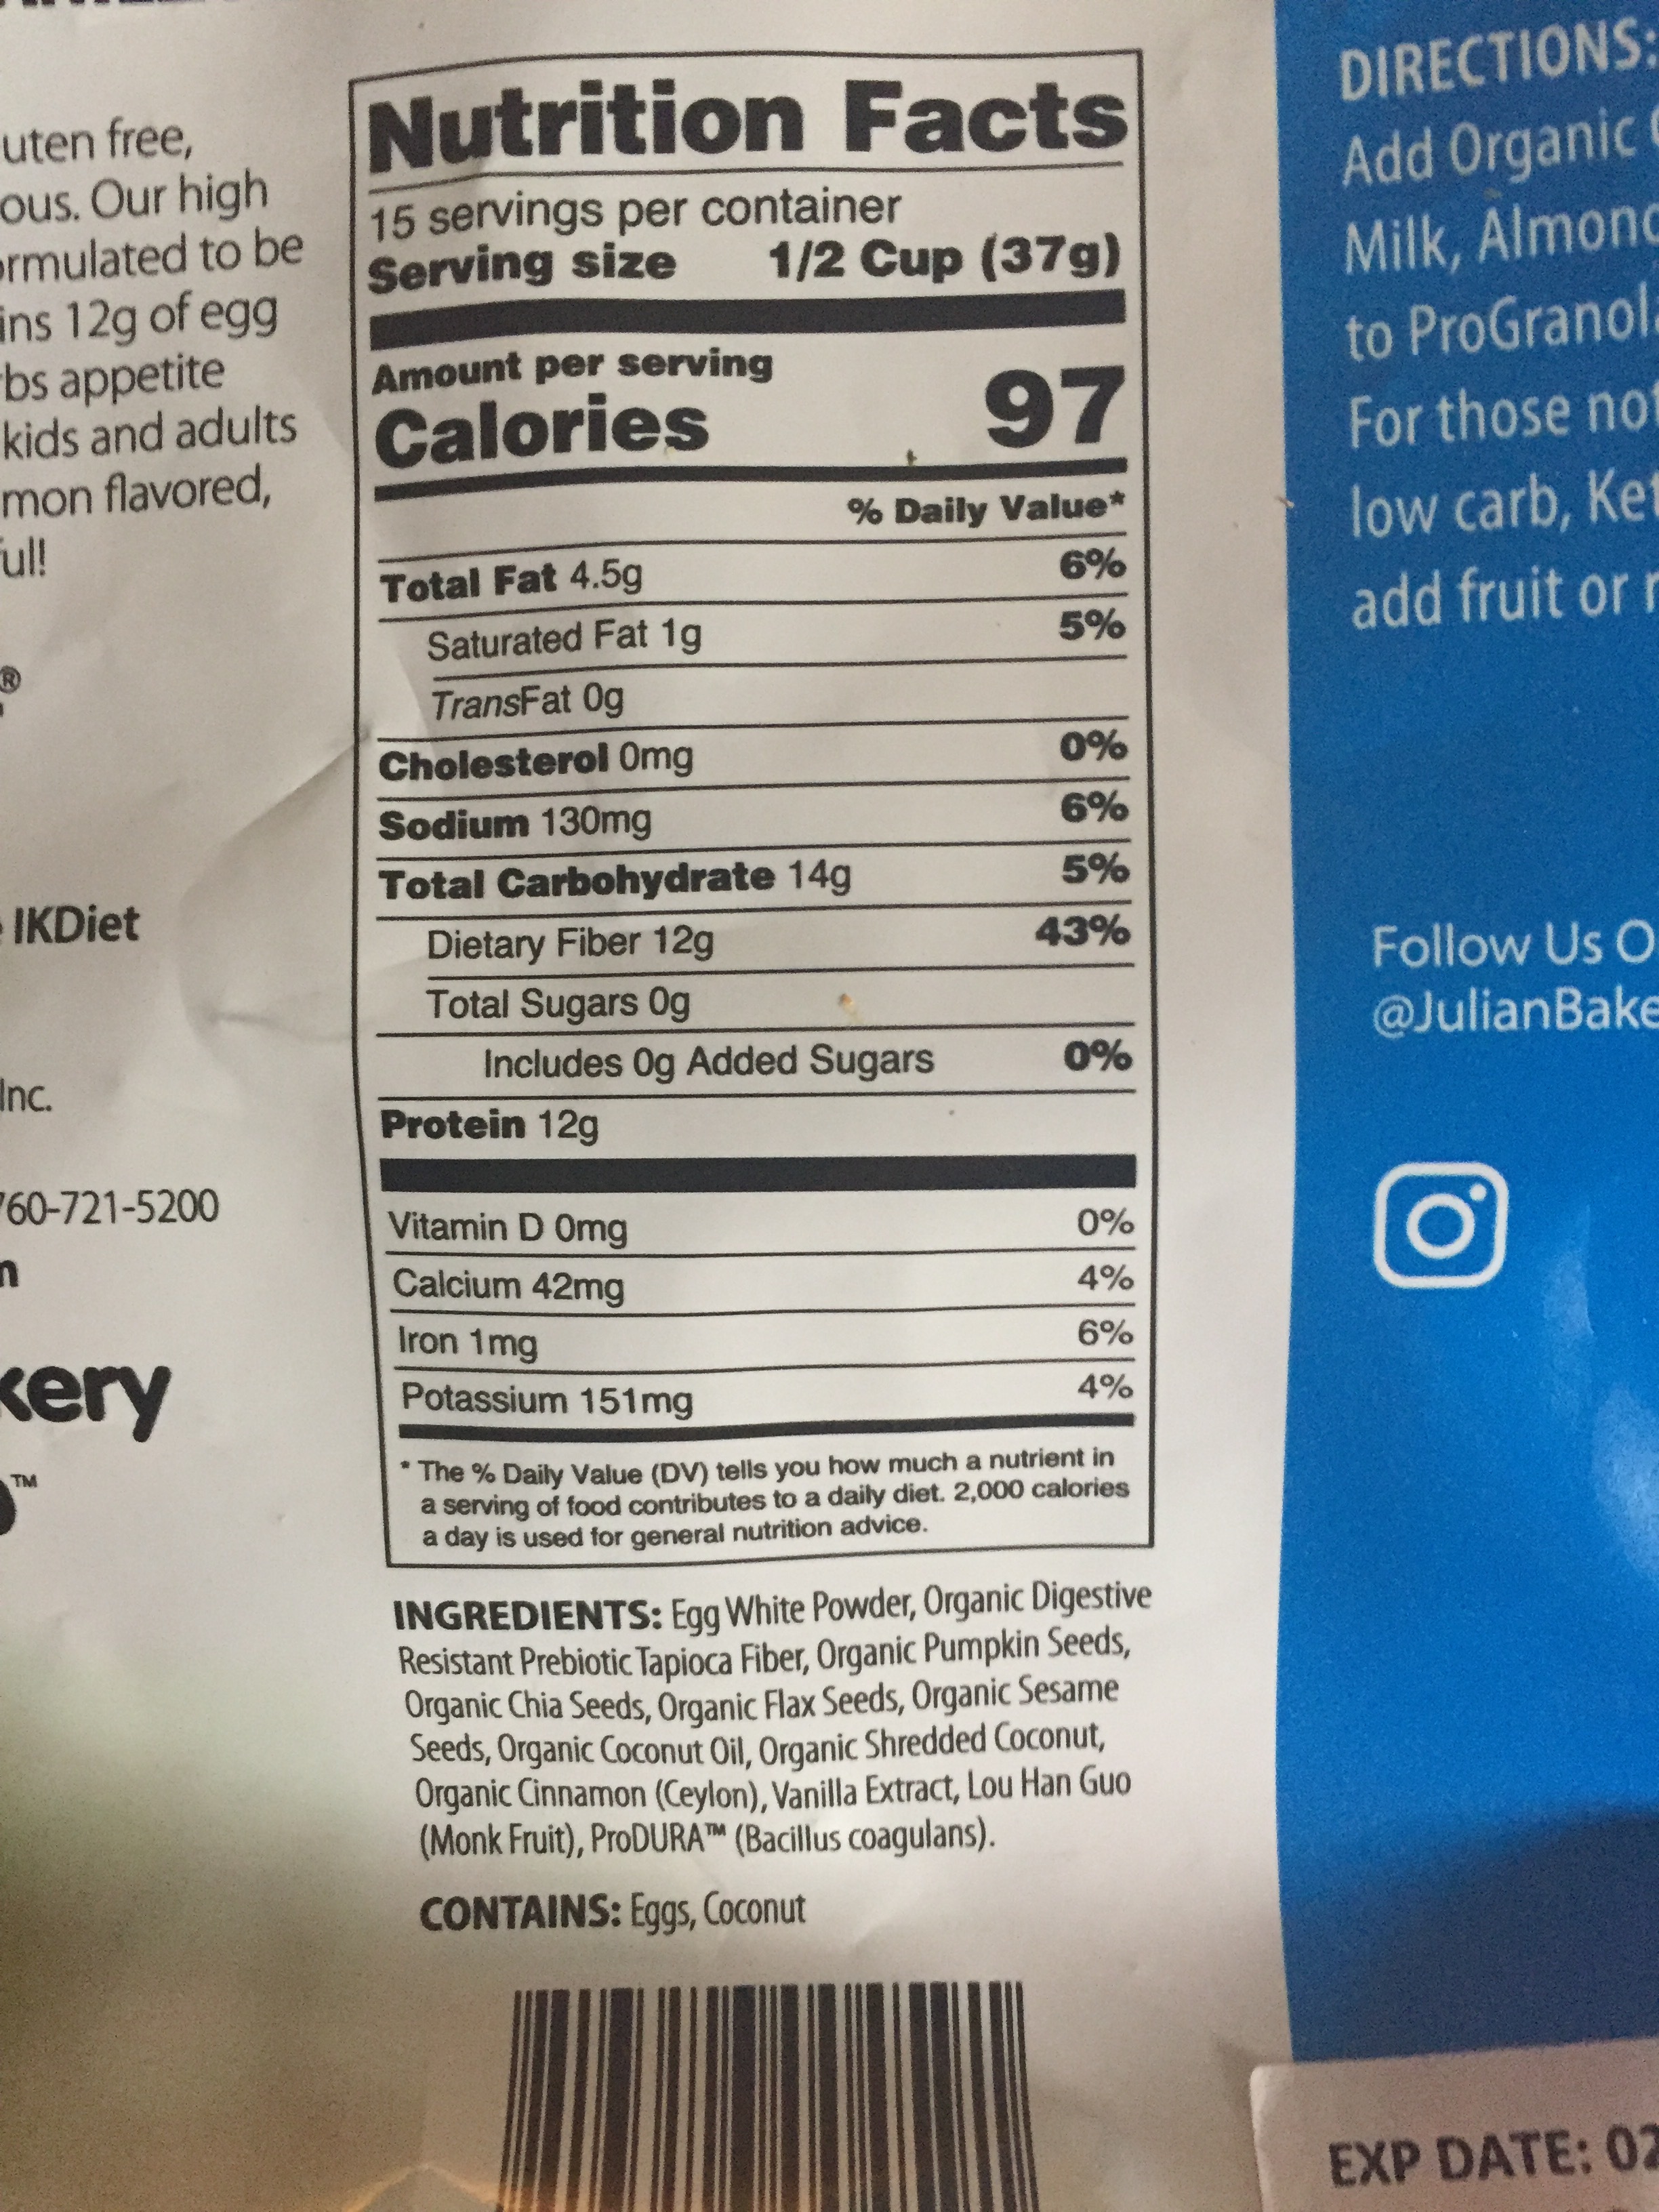 uten free,
ous. Our high
ormulated to be
ins 12g of egg
bs appetite
kids and adults
mon flavored,
ful!
®
IKDiet
Inc.
760-721-5200
kery
™
Nutrition Facts
15 servings per container
Serving size 1/2 Cup (37g)
Amount per serving
Calories 97
% Daily Value*
Total Fat 4.5g 6%
Saturated Fat 1g 5%
TransFat 0g
Cholesterol 0mg 0%
Sodium 130mg 6%
Total Carbohydrate 14g 5%
Dietary Fiber 12g 43%
Total Sugars 0g
Includes 0g Added Sugars 0%
Protein 12g
Vitamin D 0mg 0%
Calcium 42mg 4%
Iron 1mg 6%
Potassium 151mg 4%
* The % Daily Value (DV) tells you how much a nutrient in
a serving of food contributes to a daily diet. 2,000 calories
a day is used for general nutrition advice.
INGREDIENTS: Egg White Powder, Organic Digestive
Resistant Prebiotic Tapioca Fiber, Organic Pumpkin Seeds,
Organic Chia Seeds, Organic Flax Seeds, Organic Sesame
Seeds, Organic Coconut Oil, Organic Shredded Coconut,
Organic Cinnamon (Ceylon), Vanilla Extract, Lou Han Guo
(Monk Fruit), ProDURA™ (Bacillus coagulans).
CONTAINS: Eggs, Coconut
DIRECTIONS:
Add Organic
Milk, Almond
to ProGranola
For those not
low carb, Ket
add fruit or
Follow Us O
@JulianBake
EXP DATE: 02